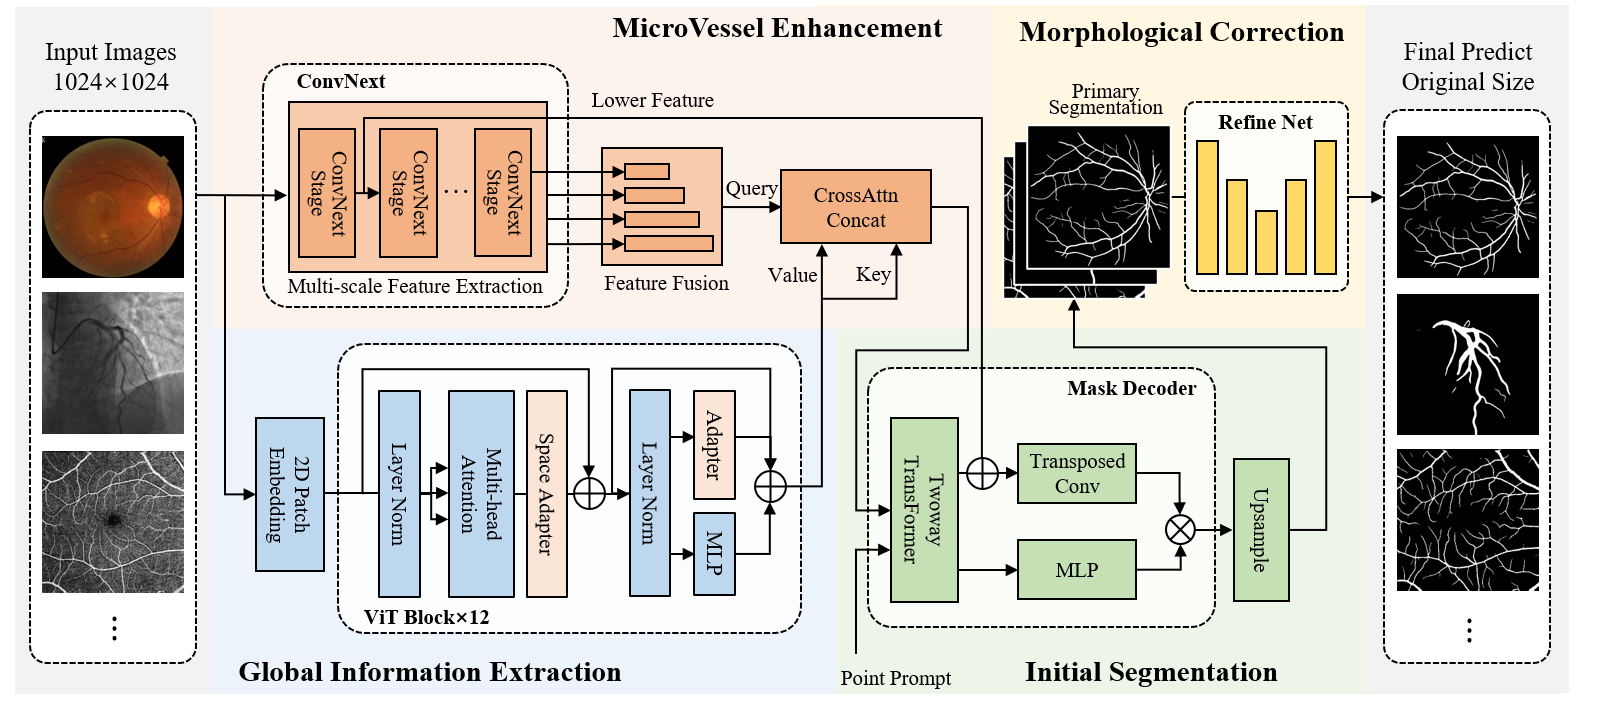 Input Images
1024×1024
MicroVessel Enhancement
ConvNext
ConvNext
Stage
ConvNext
Stage
...
ConvNext
Stage
Multi-scale Feature Extraction
Lower Feature
Feature Fusion
Query
CrossAttn
Concat
Value
Key
Morphological Correction
Primary
Segmentation
Refine Net
Final Predict
Original Size
2D Patch
Embedding
Layer Norm
Multi-head
Attention
Space Adapter
Layer Norm
Adapter
MLP
ViT Block×12
Global Information Extraction
Mask Decoder
Twoway
TransFormer
Transposed
Conv
MLP
Upsample
Point Prompt
Initial Segmentation